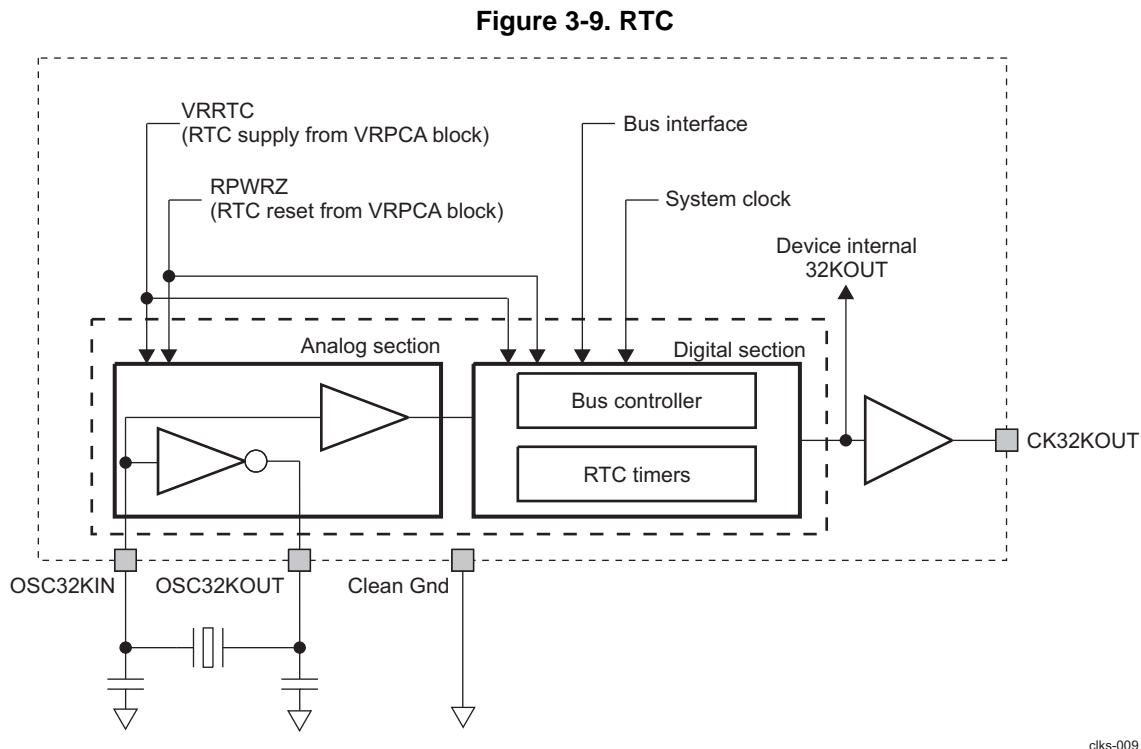 Figure 3-9. RTC
VRRTC
(RTC supply from VRPCA block)
Bus interface
RPWRZ
(RTC reset from VRPCA block)
System clock
Device internal
32KOUT
Analog section
Digital section
Bus controller
RTC timers
CK32KOUT
OSC32KIN
OSC32KOUT
Clean Gnd
clks-009